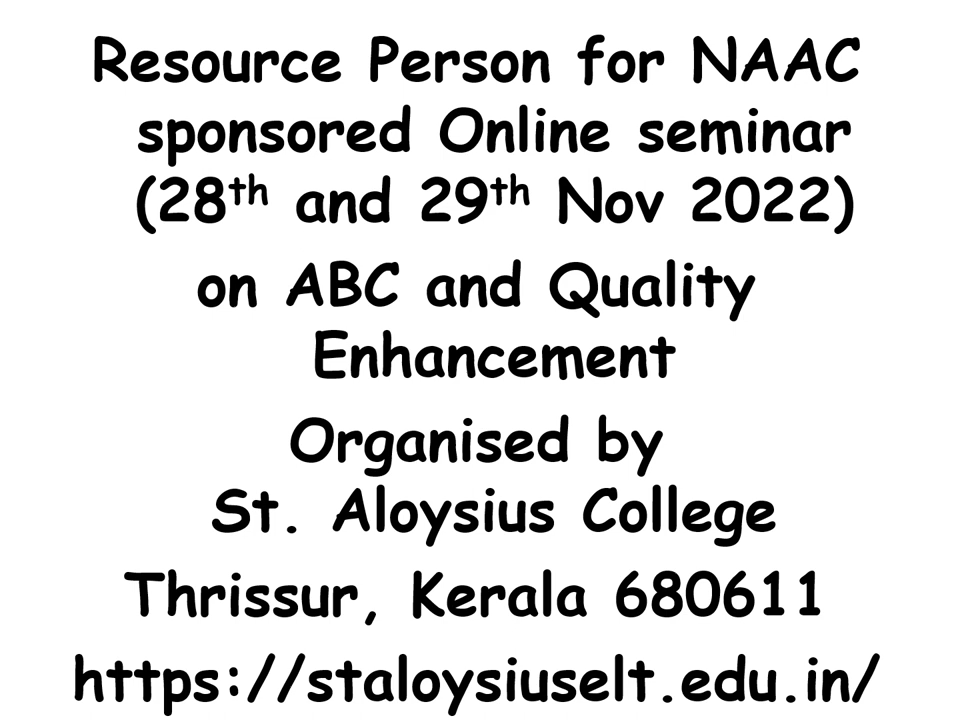 Resource Person for NAAC
sponsored Online seminar
(28th and 29th Nov 2022)
on ABC and Quality
Enhancement
Organised by
St. Aloysius College
Thrissur, Kerala 680611
https://staloysiuselt.edu.in/